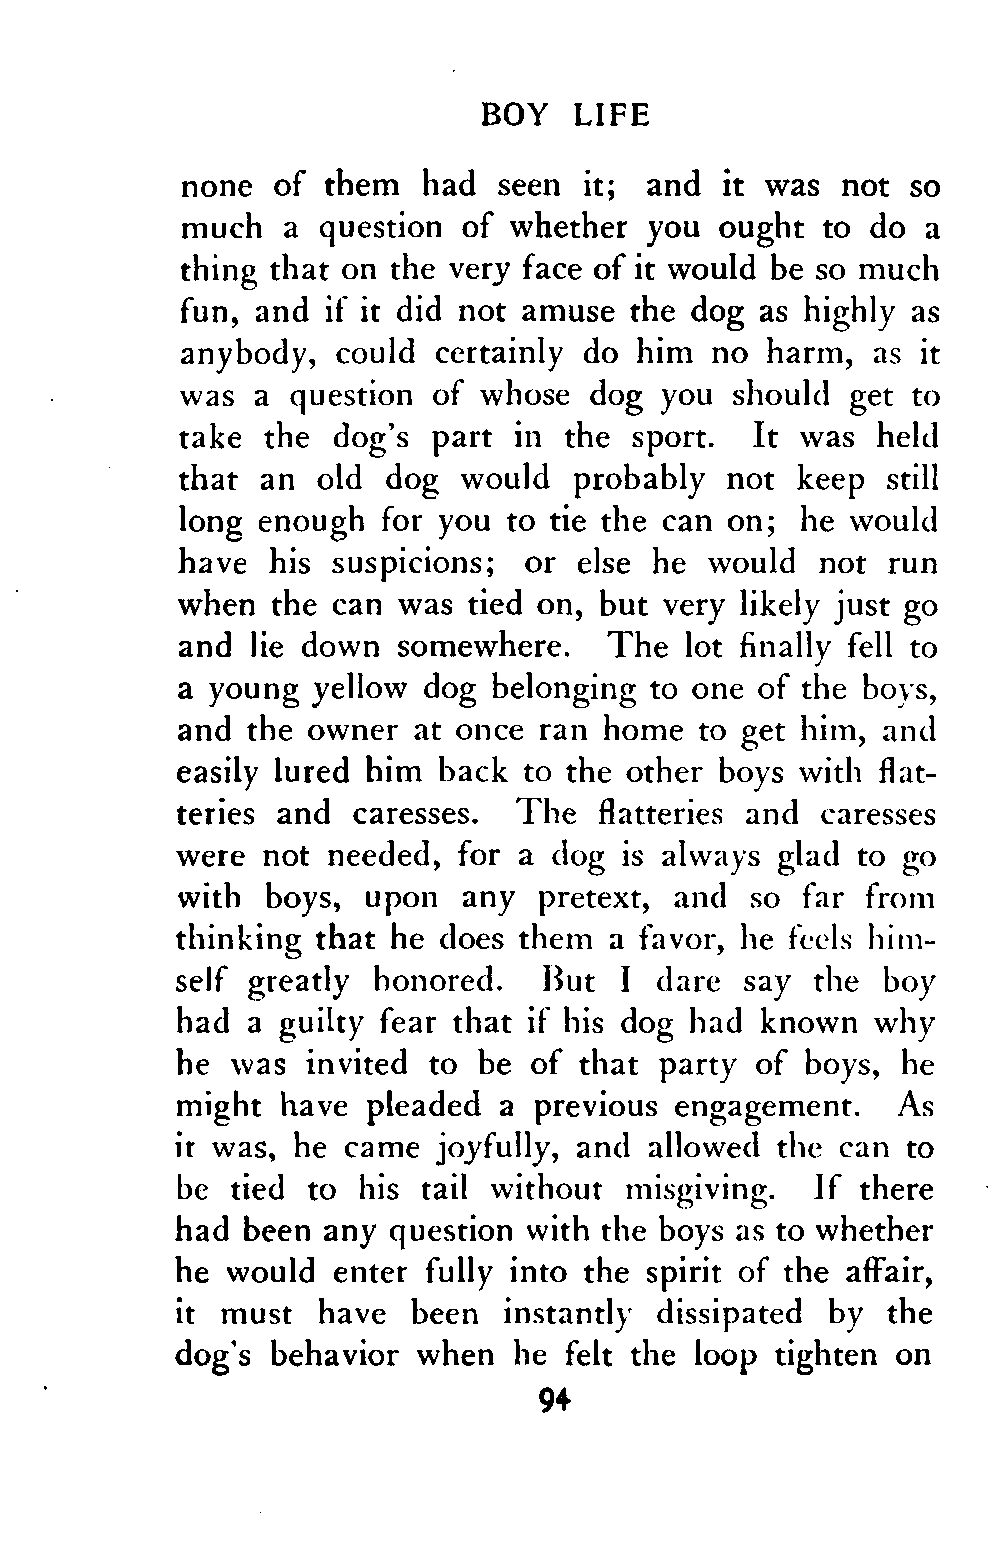 BOY LIFE
none of them had seen it; and it was not so
much a question of whether you ought to do a
thing that on the very face of it would be so much
fun, and if it did not amuse the dog as highly as
anybody, could certainly do him no harm, as it
was a question of whose dog you should get to
take the dog's part in the sport. It was held
that an old dog would probably not keep still
long enough for you to tie the can on; he would
have his suspicions; or else he would not run
when the can was tied on, but very likely just go
and lie down somewhere. The lot finally fell to
a young yellow dog belonging to one of the boys,
and the owner at once ran home to get him, and
easily lured him back to the other boys with flat-
teries and caresses. The flatteries and caresses
were not needed, for a dog is always glad to go
with boys, upon any pretext, and so far from
thinking that he does them a favor, he feels him-
self greatly honored. But I dare say the boy
had a guilty fear that if his dog had known why
he was invited to be of that party of boys, he
might have pleaded a previous engagement. As
it was, he came joyfully, and allowed the can to
be tied to his tail without misgiving. If there
had been any question with the boys as to whether
he would enter fully into the spirit of the affair,
it must have been instantly dissipated by the
dog's behavior when he felt the loop tighten on
94